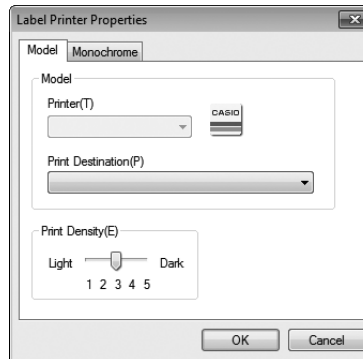 Label Printer Properties
Model Monochrome
Model
Printer(T)
CASIO
Print Destination(P)
Print Density(E)
Light Dark
1 2 3 4 5
OK Cancel